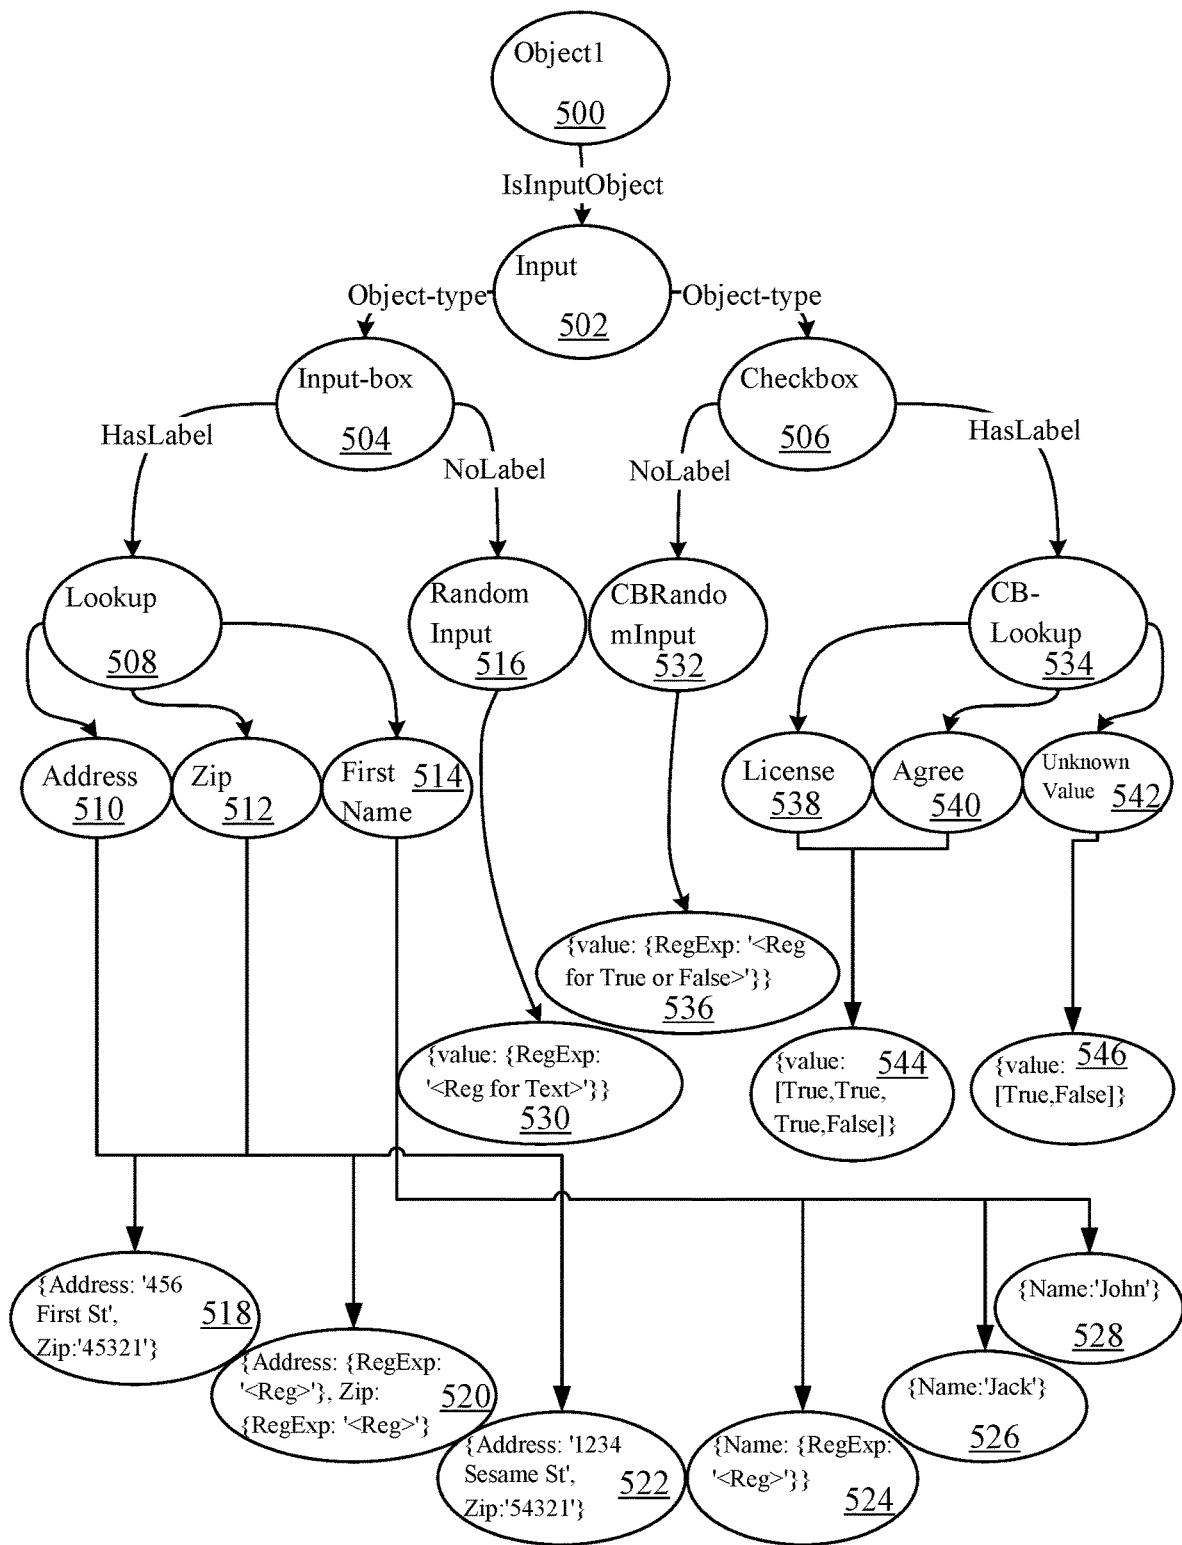 Object1
500
IsInputObject
Input
502
Object-type
Object-type
Input-box
504
Checkbox
506
HasLabel
NoLabel
NoLabel
HasLabel
Lookup
508
Random
Input
516
CBRando
mInput
532
CB-
Lookup
534
Address
510
Zip
512
First
Name
514
License
538
Agree
540
Unknown
Value
542
{value: {RegExp: '<Reg
for True or False>'}}
536
{value: {RegExp:
'<Reg for Text>'}}
530
{value:
[True,True,
True,False]}
544
{value:
[True,False]}
546
{Address: '456
First St',
Zip:'45321'}
518
{Address: {RegExp:
'<Reg>'}, Zip:
{RegExp: '<Reg>'}
520
{Address: '1234
Sesame St',
Zip:'54321'}
522
{Name: {RegExp:
'<Reg>'}}
524
{Name:'Jack'}
526
{Name:'John'}
528